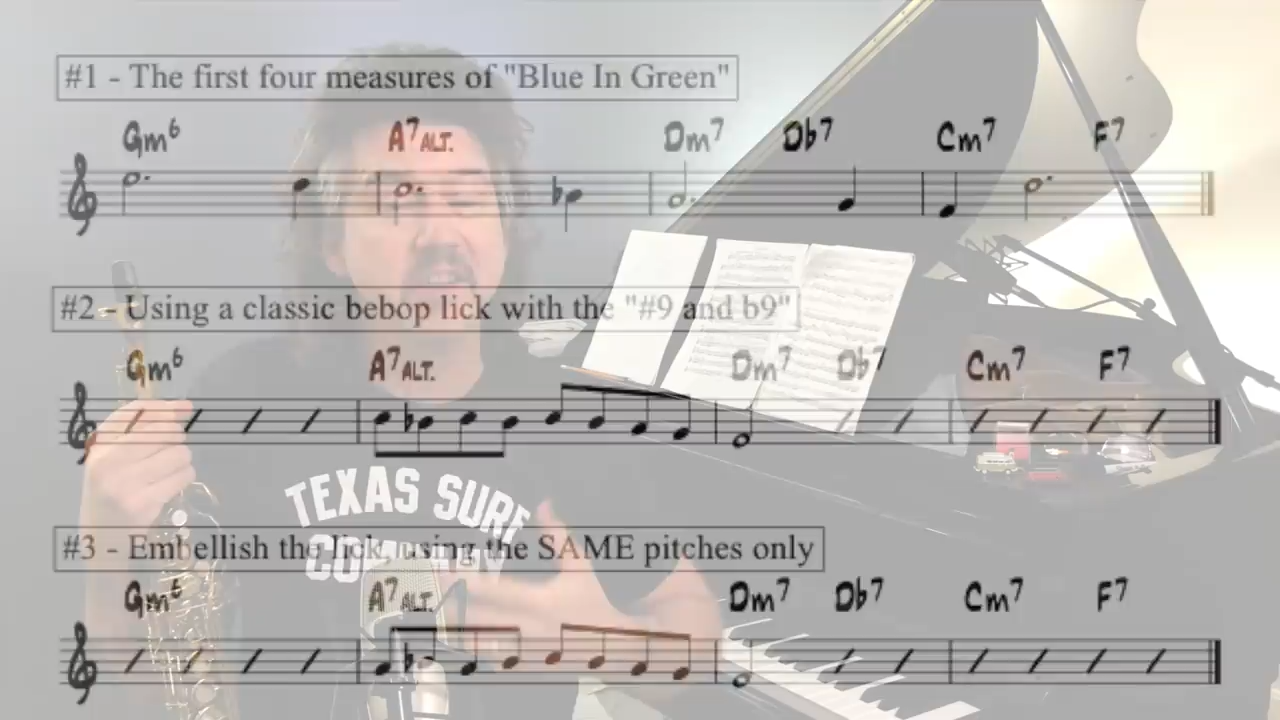 #1 - The first four measures of "Blue In Green"
Gm6 A7ALT. Dm7 Db7 Cm7 F7
#2 - Using a classic bebop lick with the "#9 and b9"
Gm6 A7ALT. Dm7 Db7 Cm7 F7
TEXAS SURF
#3 - Embellish the lick, using the SAME pitches only
Gm6 A7ALT. Dm7 Db7 Cm7 F7